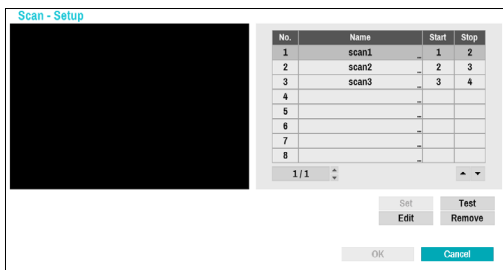 Scan - Setup
No. Name Start Stop
1 scan1 ... 1 2
2 scan2 ... 2 3
3 scan3 ... 3 4
4 ...
5 ...
6 ...
7 ...
8 ...
1 / 1
Set Test
Edit Remove
OK Cancel